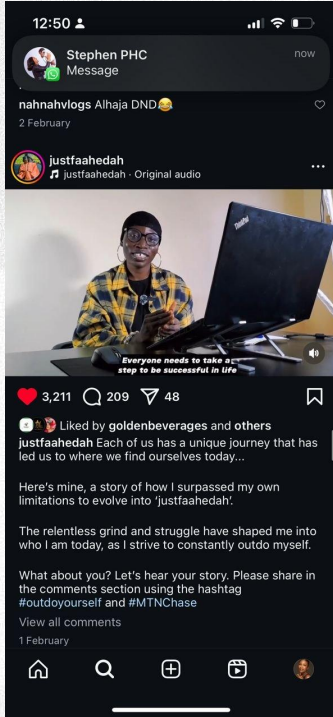 12:50
Stephen PHC
now
Message
nahnahvlogs Alhaja DND😂
2 February
justfaahedah
justfaahedah · Original audio
ThinkPad
"Everyone needs to take a
step to be successful in life
3,211
209
48
Liked by goldenbeverages and others
justfaahedah Each of us has a unique journey that has
led us to where we find ourselves today...
Here's mine, a story of how I surpassed my own
limitations to evolve into ‘justfaahedah’.
The relentless grind and struggle have shaped me into
who I am today, as I strive to constantly outdo myself.
What about you? Let's hear your story. Please share in
the comments section using the hashtag
#outdoyourself and #MTNChase
View all comments
1 February